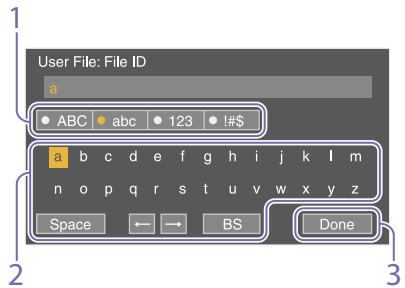 1
User File: File ID
a
ABC abc 123 !#$
a b c d e f g h i j k l m
n o p q r s t u v w x y z
Space ← → BS Done
2 3